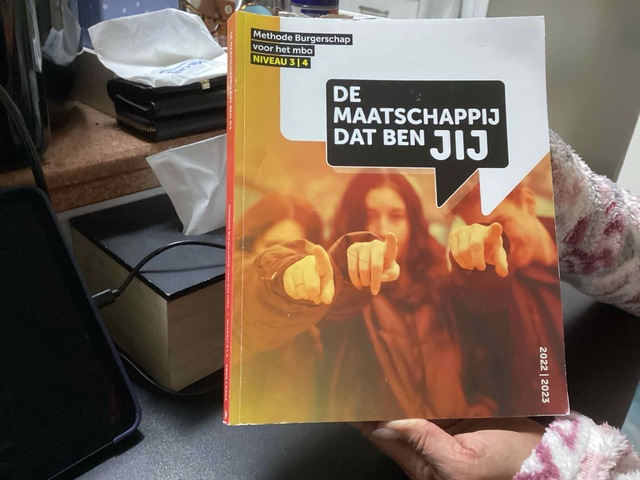 Methode Burgerschap
voor het mbo
NIVEAU 3|4
DE
MAATSCHAPPIJ
DAT BEN JIJ
2022 | 2023